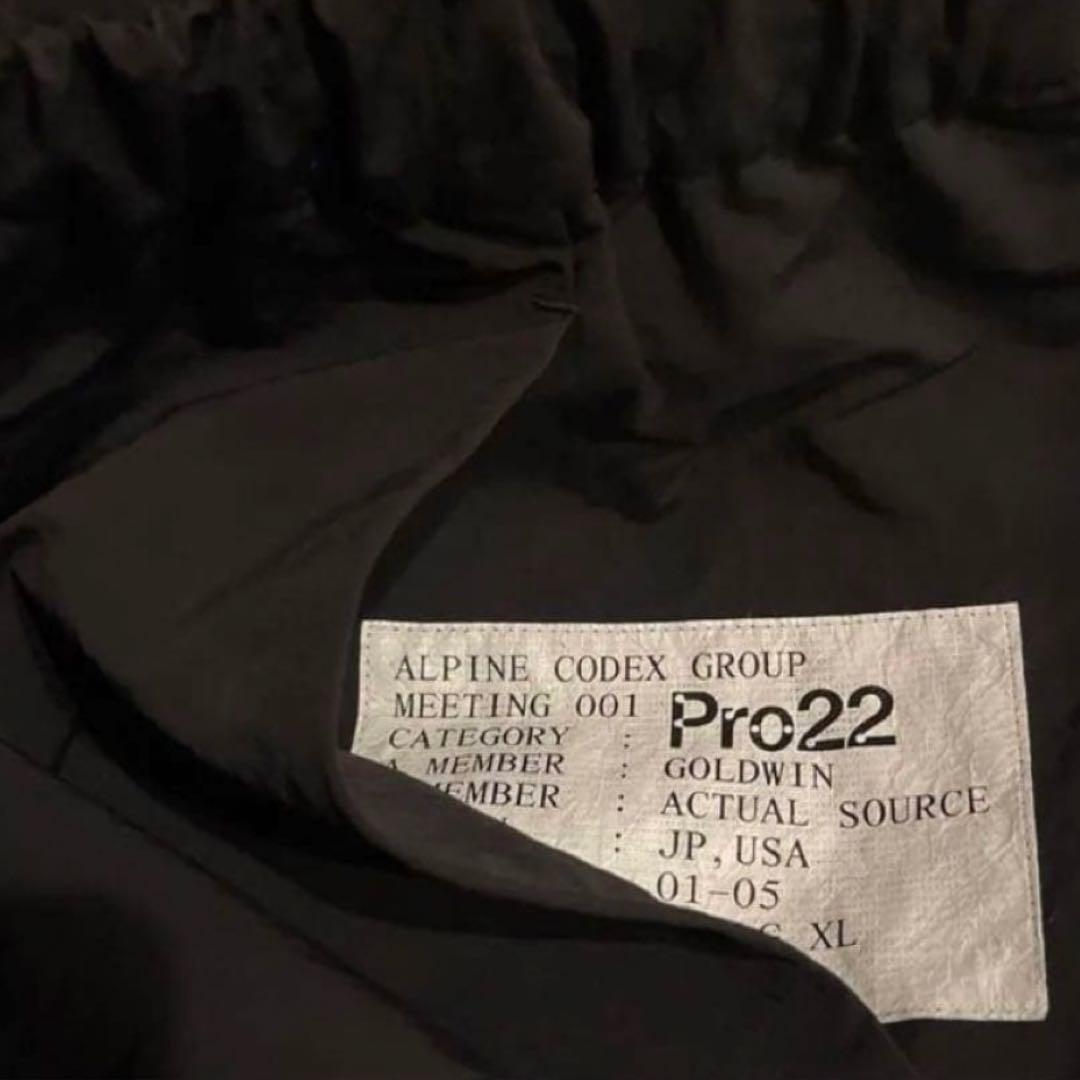 ALPINE CODEX GROUP
MEETING 001 Pro22
CATEGORY :
A MEMBER : GOLDWIN
MEMBER : ACTUAL SOURCE
: JP, USA
01-05
XL